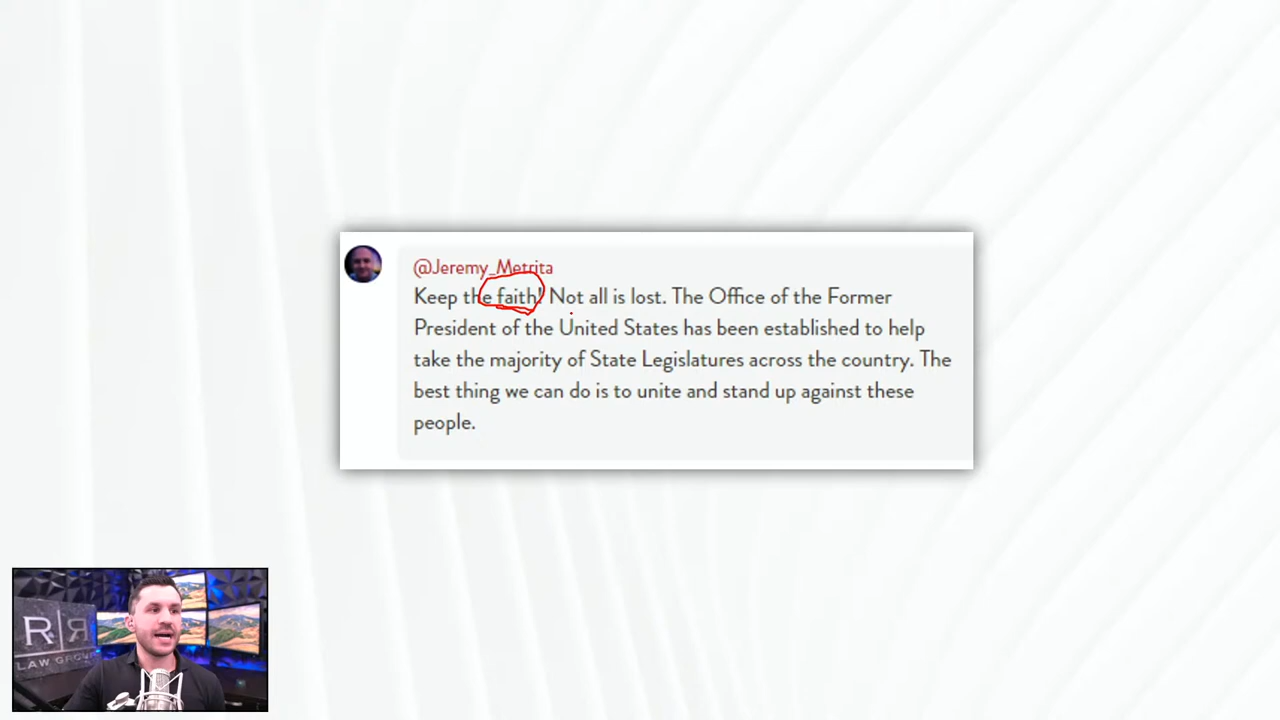 @Jeremy_Metrita
Keep the faith! Not all is lost. The Office of the Former
President of the United States has been established to help
take the majority of State Legislatures across the country. The
best thing we can do is to unite and stand up against these
people.
R|R
LAW GROUP